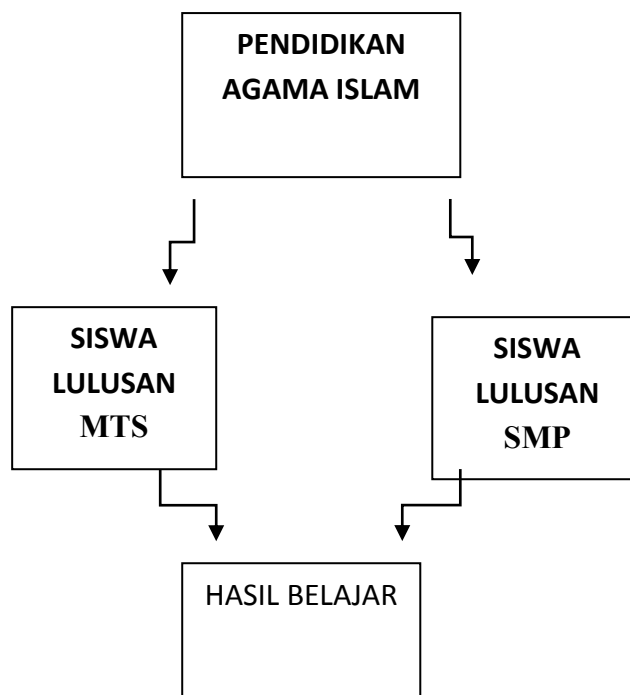 PENDIDIKAN
AGAMA ISLAM
SISWA
LULUSAN
MTS
SISWA
LULUSAN
SMP
HASIL BELAJAR